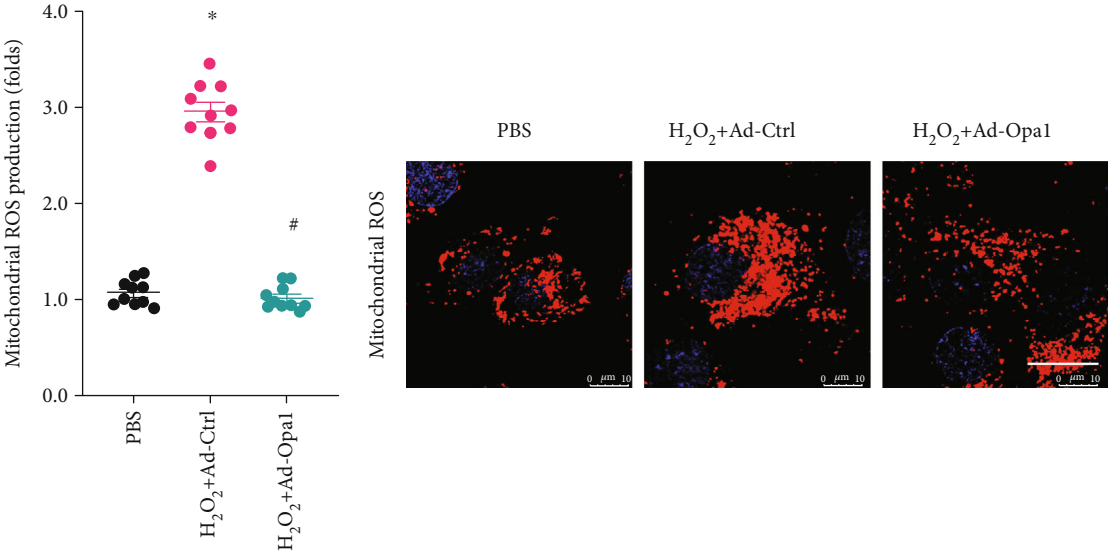 Mitochondrial ROS production (folds)
4.0
3.0
2.0
1.0
0.0
*
#
PBS
H₂O₂+Ad-Ctrl
H₂O₂+Ad-Opa1
Mitochondrial ROS
PBS
H₂O₂+Ad-Ctrl
H₂O₂+Ad-Opa1
0 μm 10
0 μm 10
0 μm 10